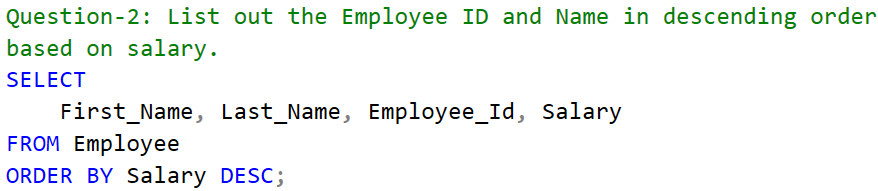 Question-2: List out the Employee ID and Name in descending order
based on salary.
SELECT
First_Name, Last_Name, Employee_Id, Salary
FROM Employee
ORDER BY Salary DESC;